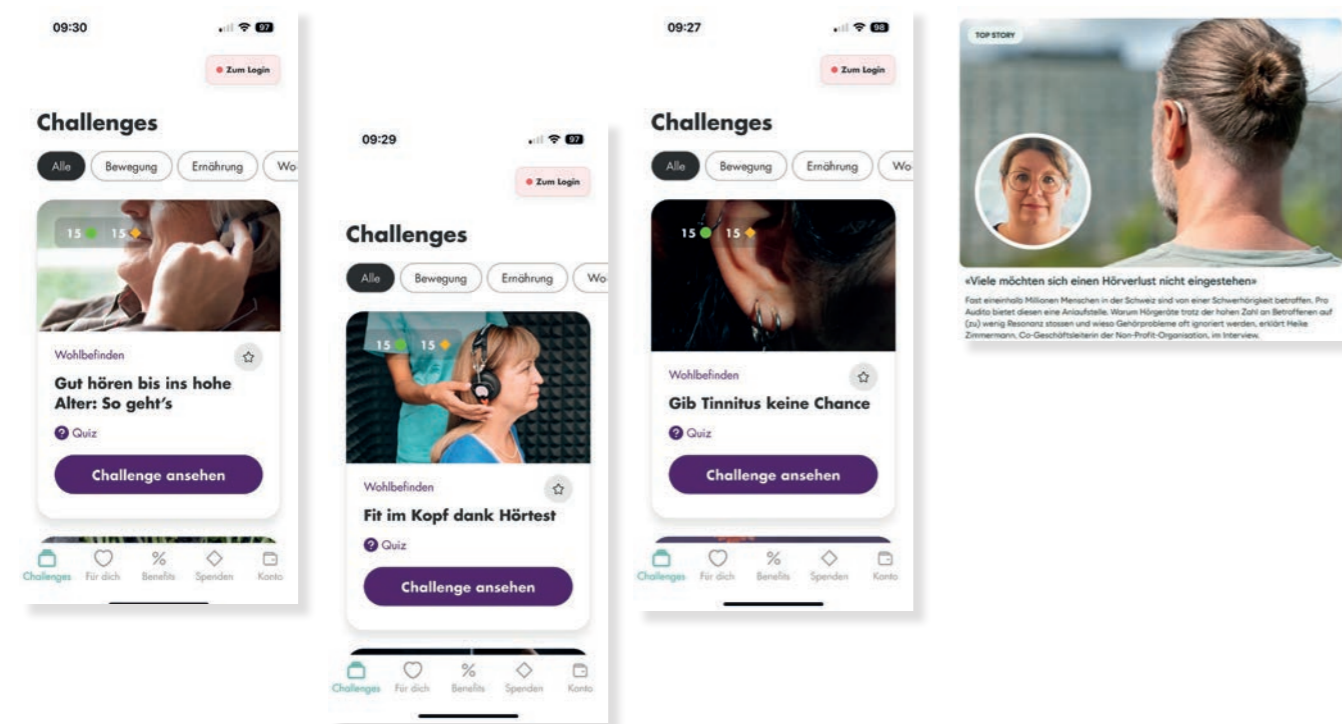 09:30
97
Zum Login
Challenges
Alle
Bewegung
Ernährung
Wo
15
15
Wohlbefinden
Gut hören bis ins hohe
Alter: So geht's
? Quiz
Challenge ansehen
Challenges
Für dich
Benefits
Spenden
Konto
09:29
97
Zum Login
Challenges
Alle
Bewegung
Ernährung
Wo
15
15
Wohlbefinden
Fit im Kopf dank Hörtest
? Quiz
Challenge ansehen
Challenges
Für dich
Benefits
Spenden
Konto
09:27
98
Zum Login
Challenges
Alle
Bewegung
Ernährung
Wo
15
15
Wohlbefinden
Gib Tinnitus keine Chance
? Quiz
Challenge ansehen
Challenges
Für dich
Benefits
Spenden
Konto
TOP STORY
«Viele möchten sich einen Hörverlust nicht eingestehen»
Fast eineinhalb Millionen Menschen in der Schweiz sind von einer Schwerhörigkeit betroffen. Pro
Audito bietet diesen eine Anlaufstelle. Warum Hörgeräte trotz der hohen Zahl an Betroffenen auf
(zu) wenig Resonanz stossen und wieso Gehörprobleme oft ignoriert werden, erklärt Heike
Zimmermann, Co-Geschäftsleiterin der Non-Profit-Organisation, im Interview.